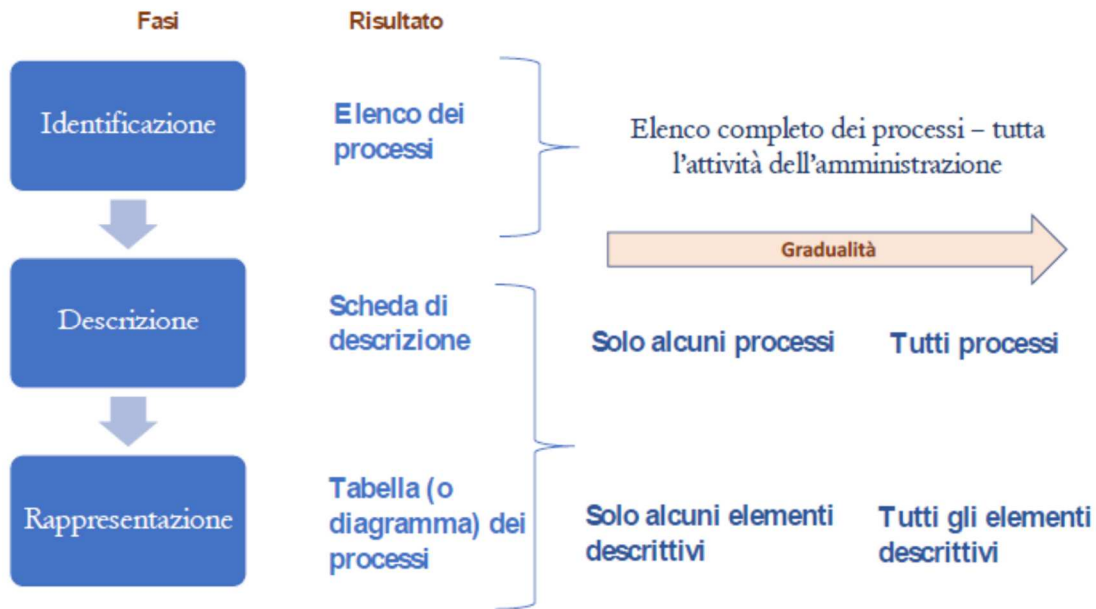 Fasi
Risultato
Identificazione
Elenco dei
processi
Elenco completo dei processi – tutta
l'attività dell'amministrazione
Gradualità
Descrizione
Scheda di
descrizione
Solo alcuni processi
Tutti processi
Rappresentazione
Tabella (o
diagramma) dei
processi
Solo alcuni elementi
descrittivi
Tutti gli elementi
descrittivi